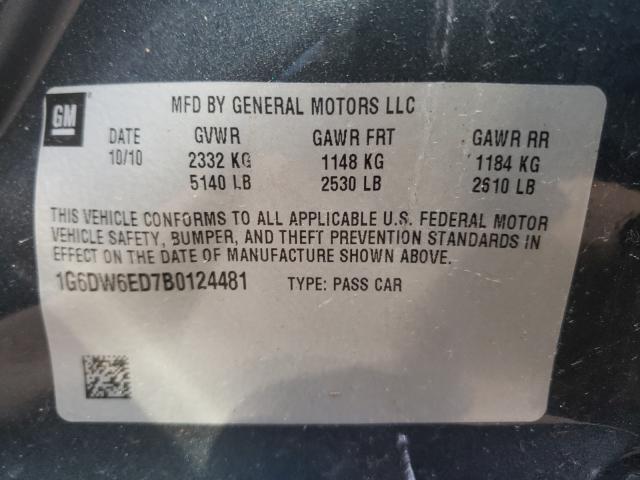 GM
MFD BY GENERAL MOTORS LLC
DATE GVWR GAWR FRT GAWR RR
10/10 2332 KG 1148 KG 1184 KG
5140 LB 2530 LB 2610 LB
THIS VEHICLE CONFORMS TO ALL APPLICABLE U.S. FEDERAL MOTOR
VEHICLE SAFETY, BUMPER, AND THEFT PREVENTION STANDARDS IN
EFFECT ON THE DATE OF MANUFACTURE SHOWN ABOVE.
1G6DW6ED7B0124481 TYPE: PASS CAR